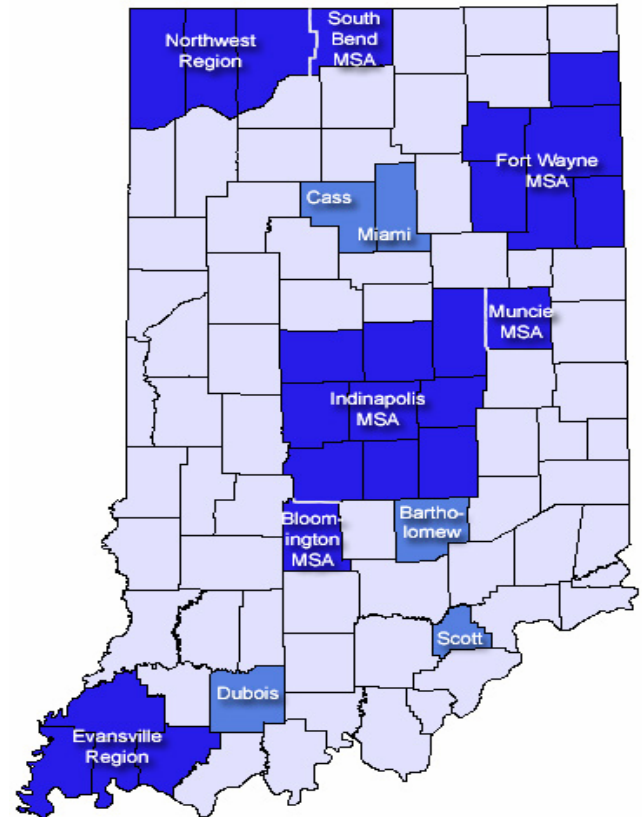 Northwest
Region
South
Bend
MSA
Fort Wayne
MSA
Cass
Miami
Muncie
MSA
Indinapolis
MSA
Bloom-
ington
MSA
Bartho-
lomew
Scott
Dubois
Evansville
Region